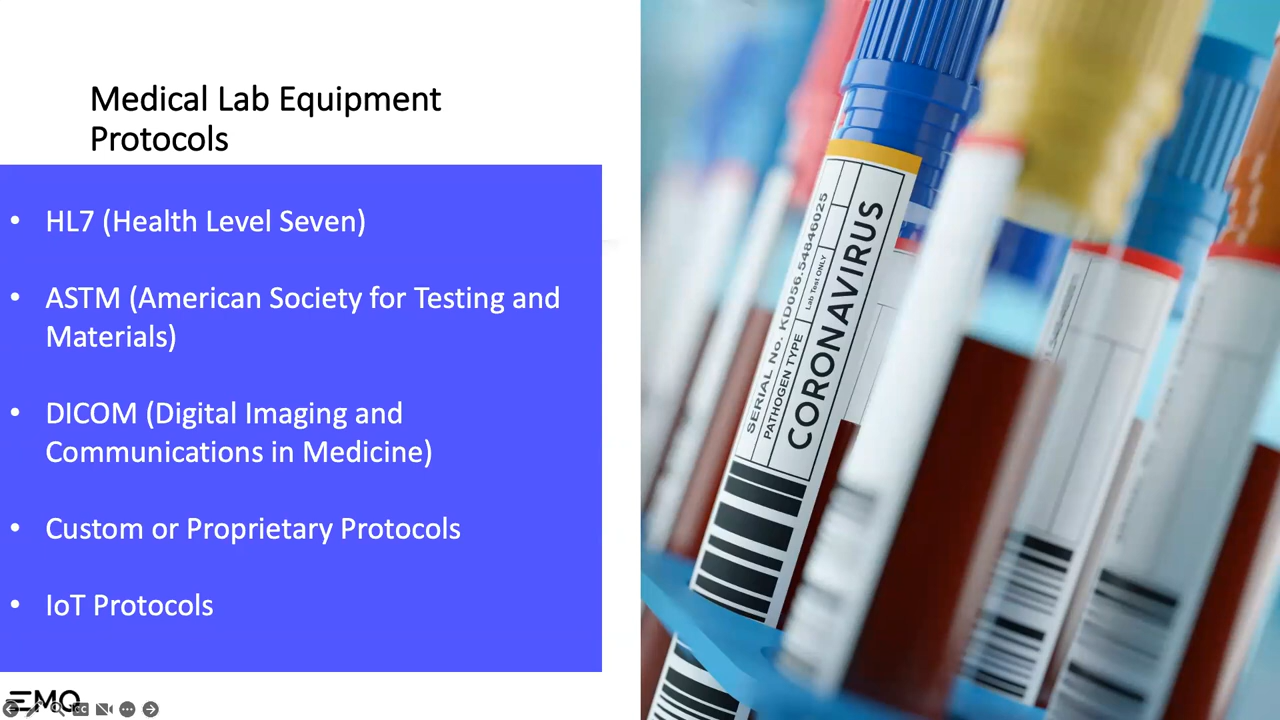 Medical Lab Equipment
Protocols
• HL7 (Health Level Seven)
• ASTM (American Society for Testing and
Materials)
• DICOM (Digital Imaging and
Communications in Medicine)
• Custom or Proprietary Protocols
• IoT Protocols
EMQ
CC
SERIAL No. KD056.54846025
PATHOGEN TYPE
Lab Test ONLY
CORONAVIRUS